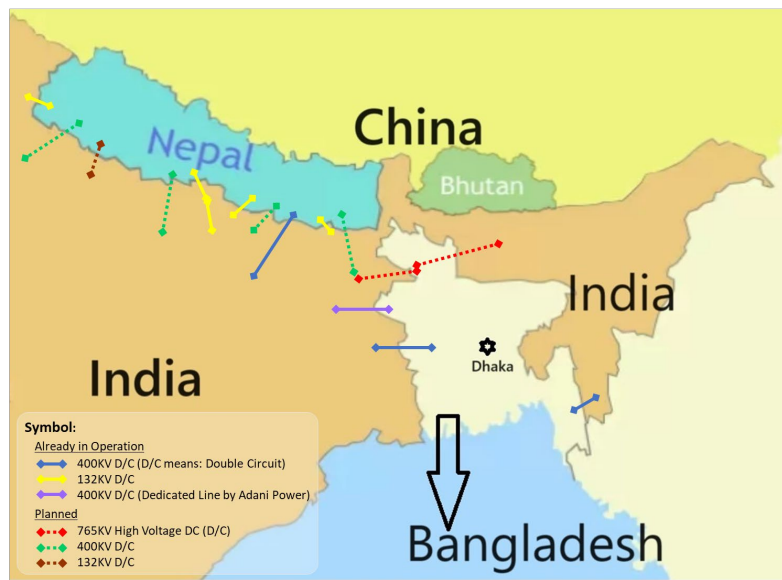 China
Nepal
Bhutan
India
Dhaka
India
Bangladesh
Symbol:
Already in Operation
400KV D/C (D/C means: Double Circuit)
132KV D/C
400KV D/C (Dedicated Line by Adani Power)
Planned
765KV High Voltage DC (D/C)
400KV D/C
132KV D/C